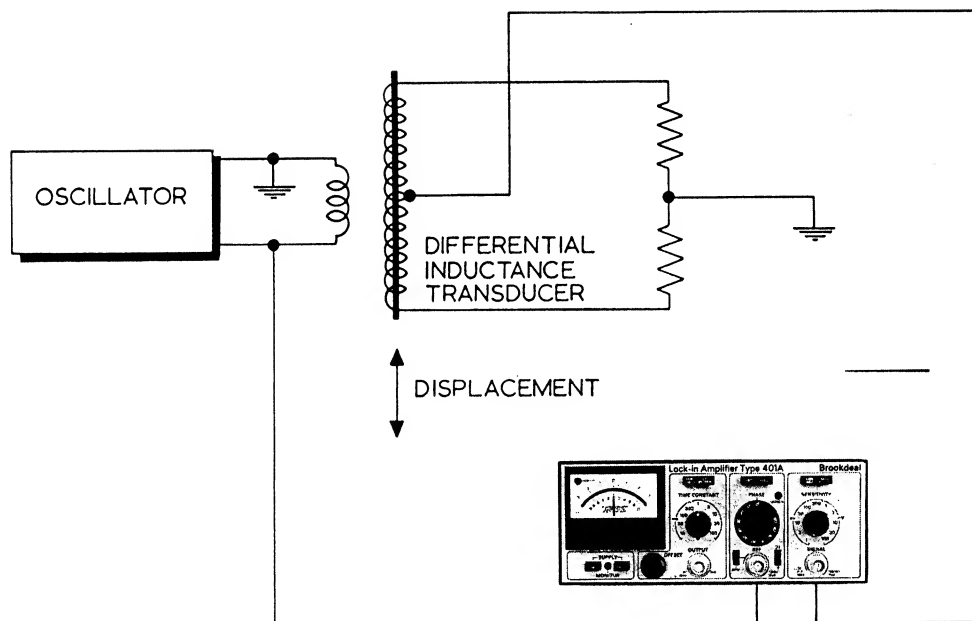 OSCILLATOR
DIFFERENTIAL
INDUCTANCE
TRANSDUCER
DISPLACEMENT
Lock-in Amplifier Type 401A Brookdeal
TIME CONSTANT PHASE SENSITIVITY
OFFSET OUTPUT REF SIGNAL
SUPPLY
MONITOR